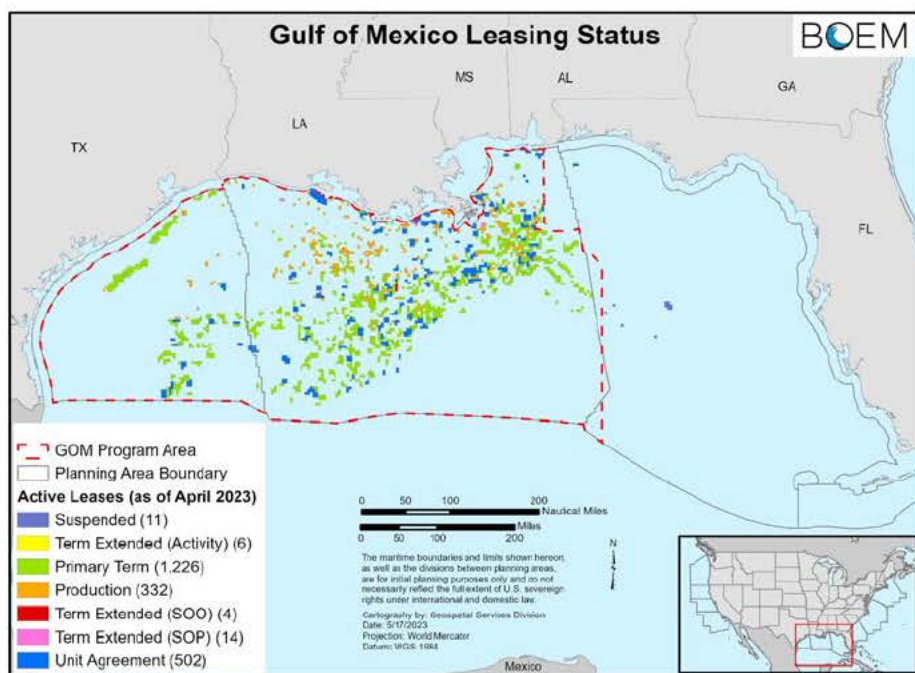 Gulf of Mexico Leasing Status
BOEM
MS
AL
GA
LA
TX
FL
GOM Program Area
Planning Area Boundary
Active Leases (as of April 2023)
Suspended (11)
Term Extended (Activity) (6)
Primary Term (1,226)
Production (332)
Term Extended (SOO) (4)
Term Extended (SOP) (14)
Unit Agreement (502)
0 50 100 200
Nautical Miles
0 50 100 200
Miles
N
The maritime boundaries and limits shown hereon,
as well as the divisions between planning areas,
are for initial planning purposes only and do not
necessarily reflect the full extent of U.S. sovereign
rights under international and domestic law.
Cartography by: Geospatial Services Division
Date: 5/17/2023
Projection: World Mercator
Datum: WGS 1984
Mexico